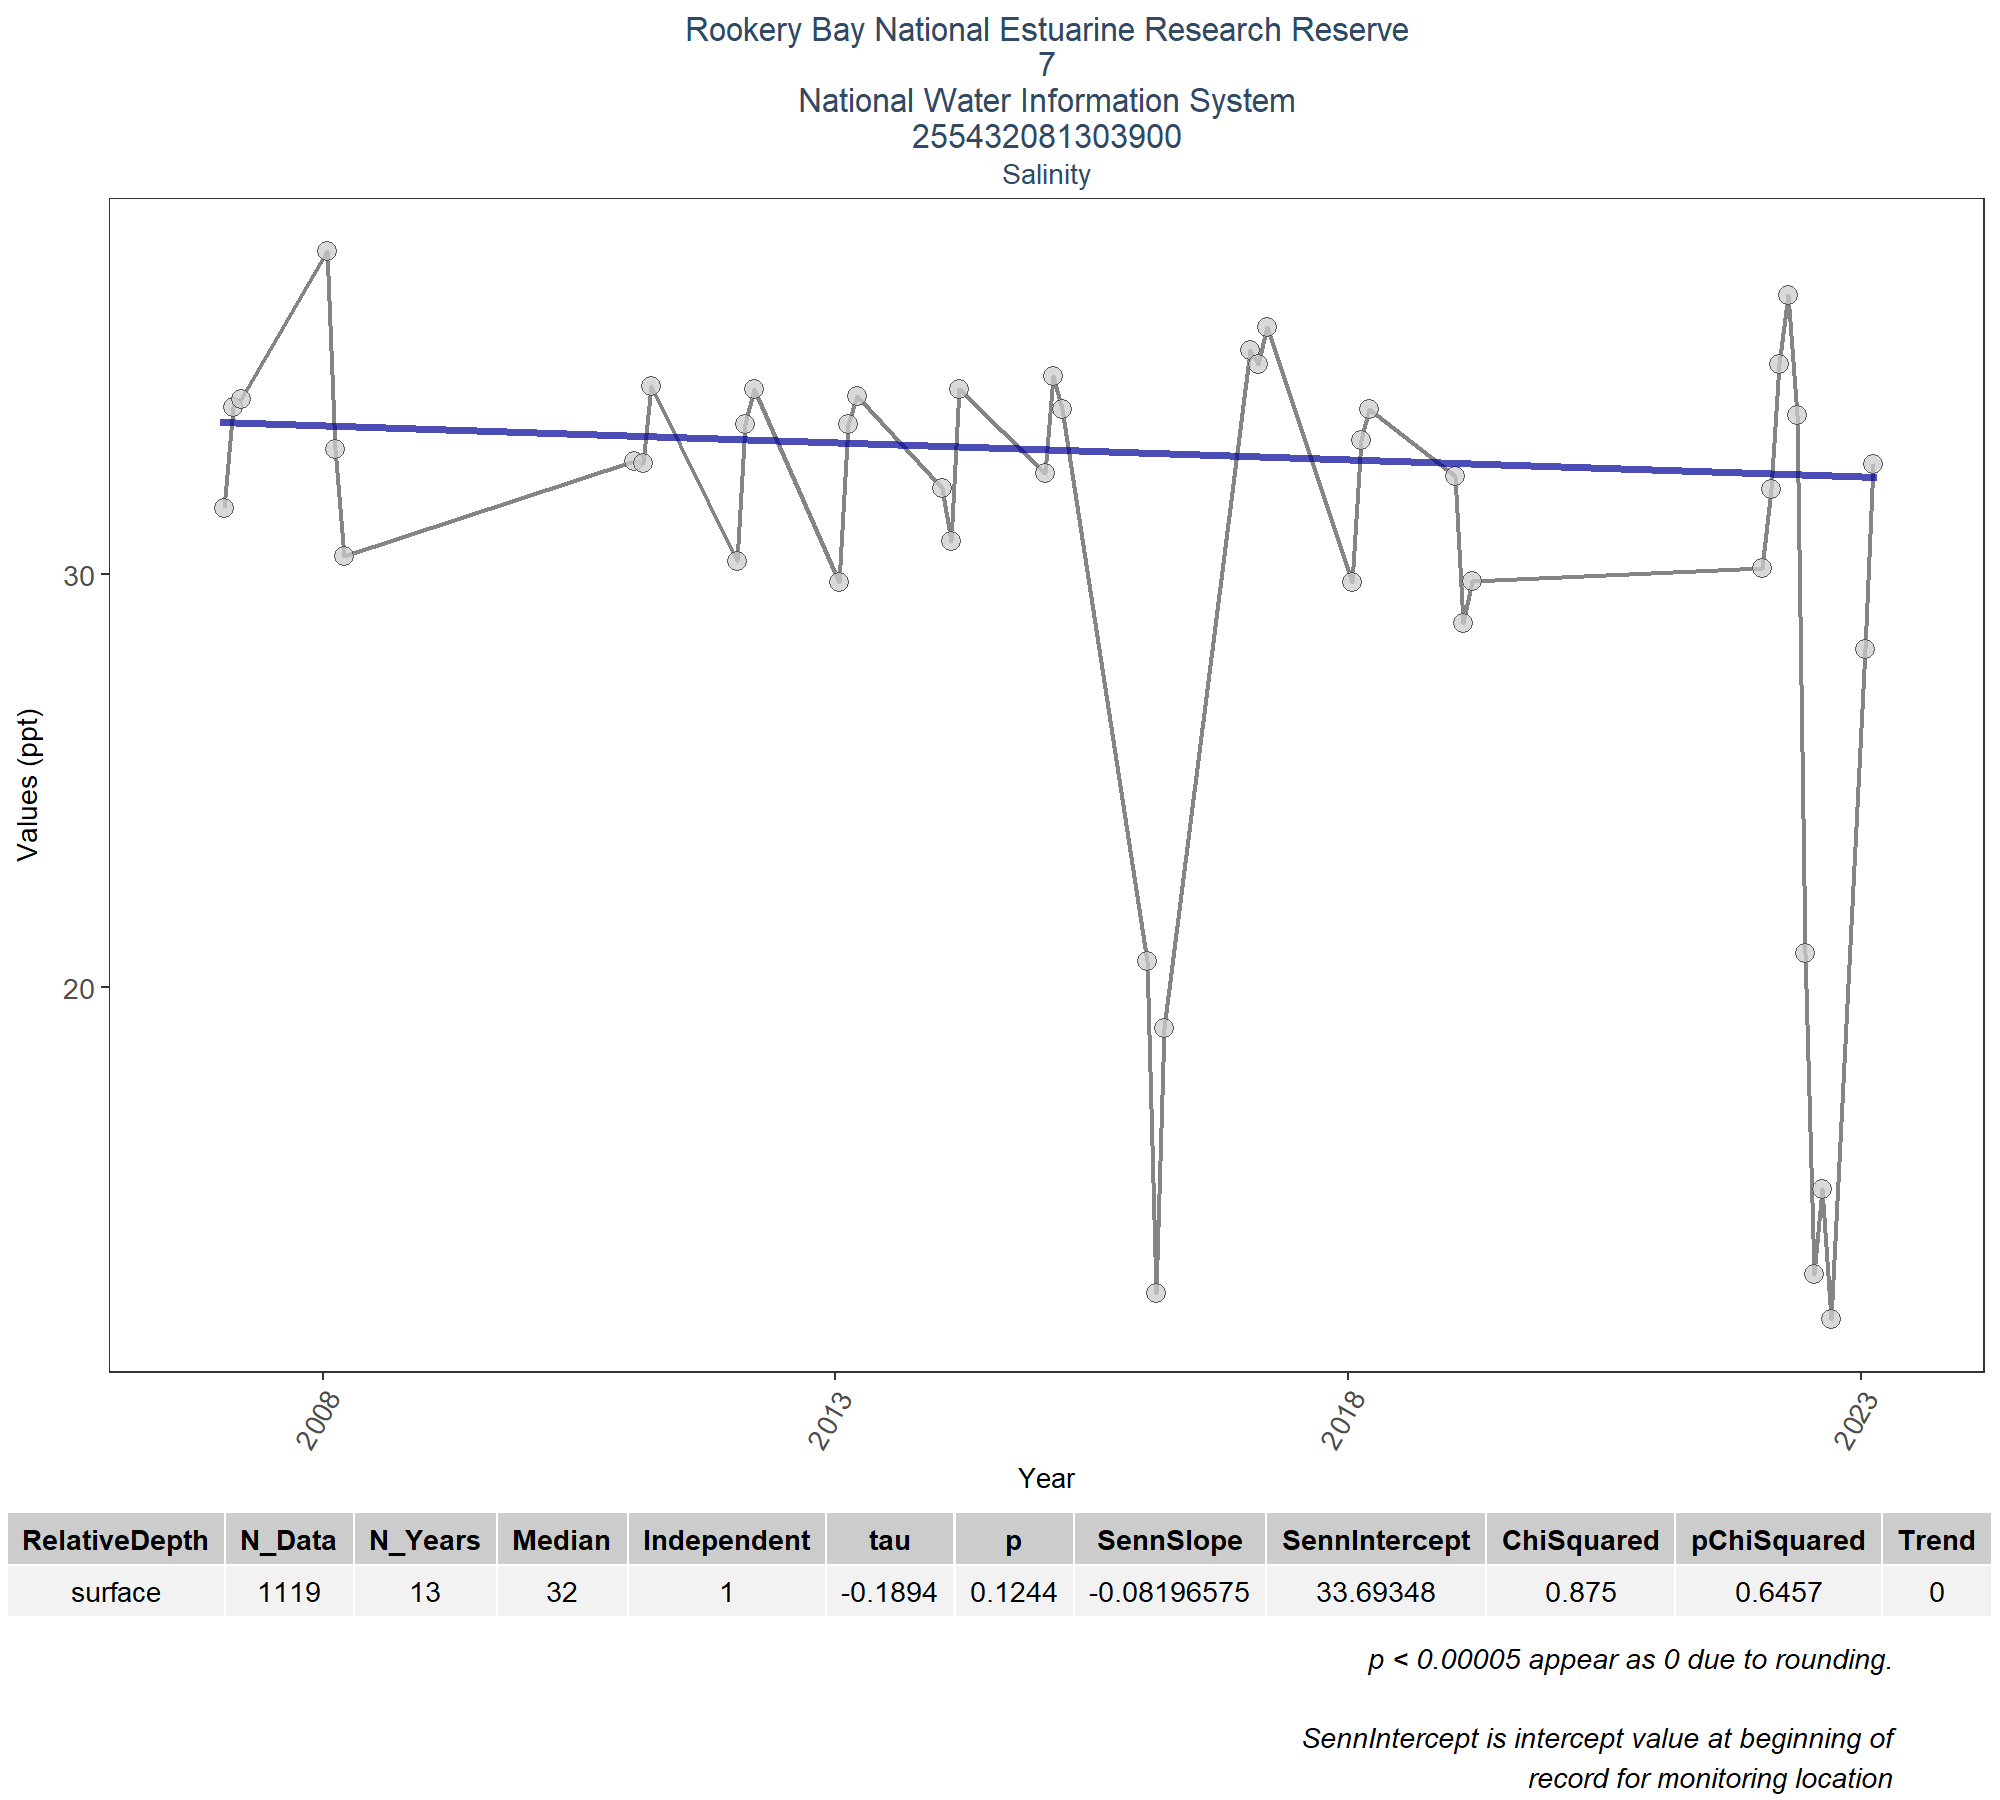 Rookery Bay National Estuarine Research Reserve
7
National Water Information System
255432081303900
Salinity
Values (ppt)
30
20
2008
2013
2018
2023
Year
RelativeDepth N_Data N_Years Median Independent tau p SennSlope SennIntercept ChiSquared pChiSquared Trend
surface 1119 13 32 1 -0.1894 0.1244 -0.08196575 33.69348 0.875 0.6457 0
p < 0.00005 appear as 0 due to rounding.
SennIntercept is intercept value at beginning of
record for monitoring location